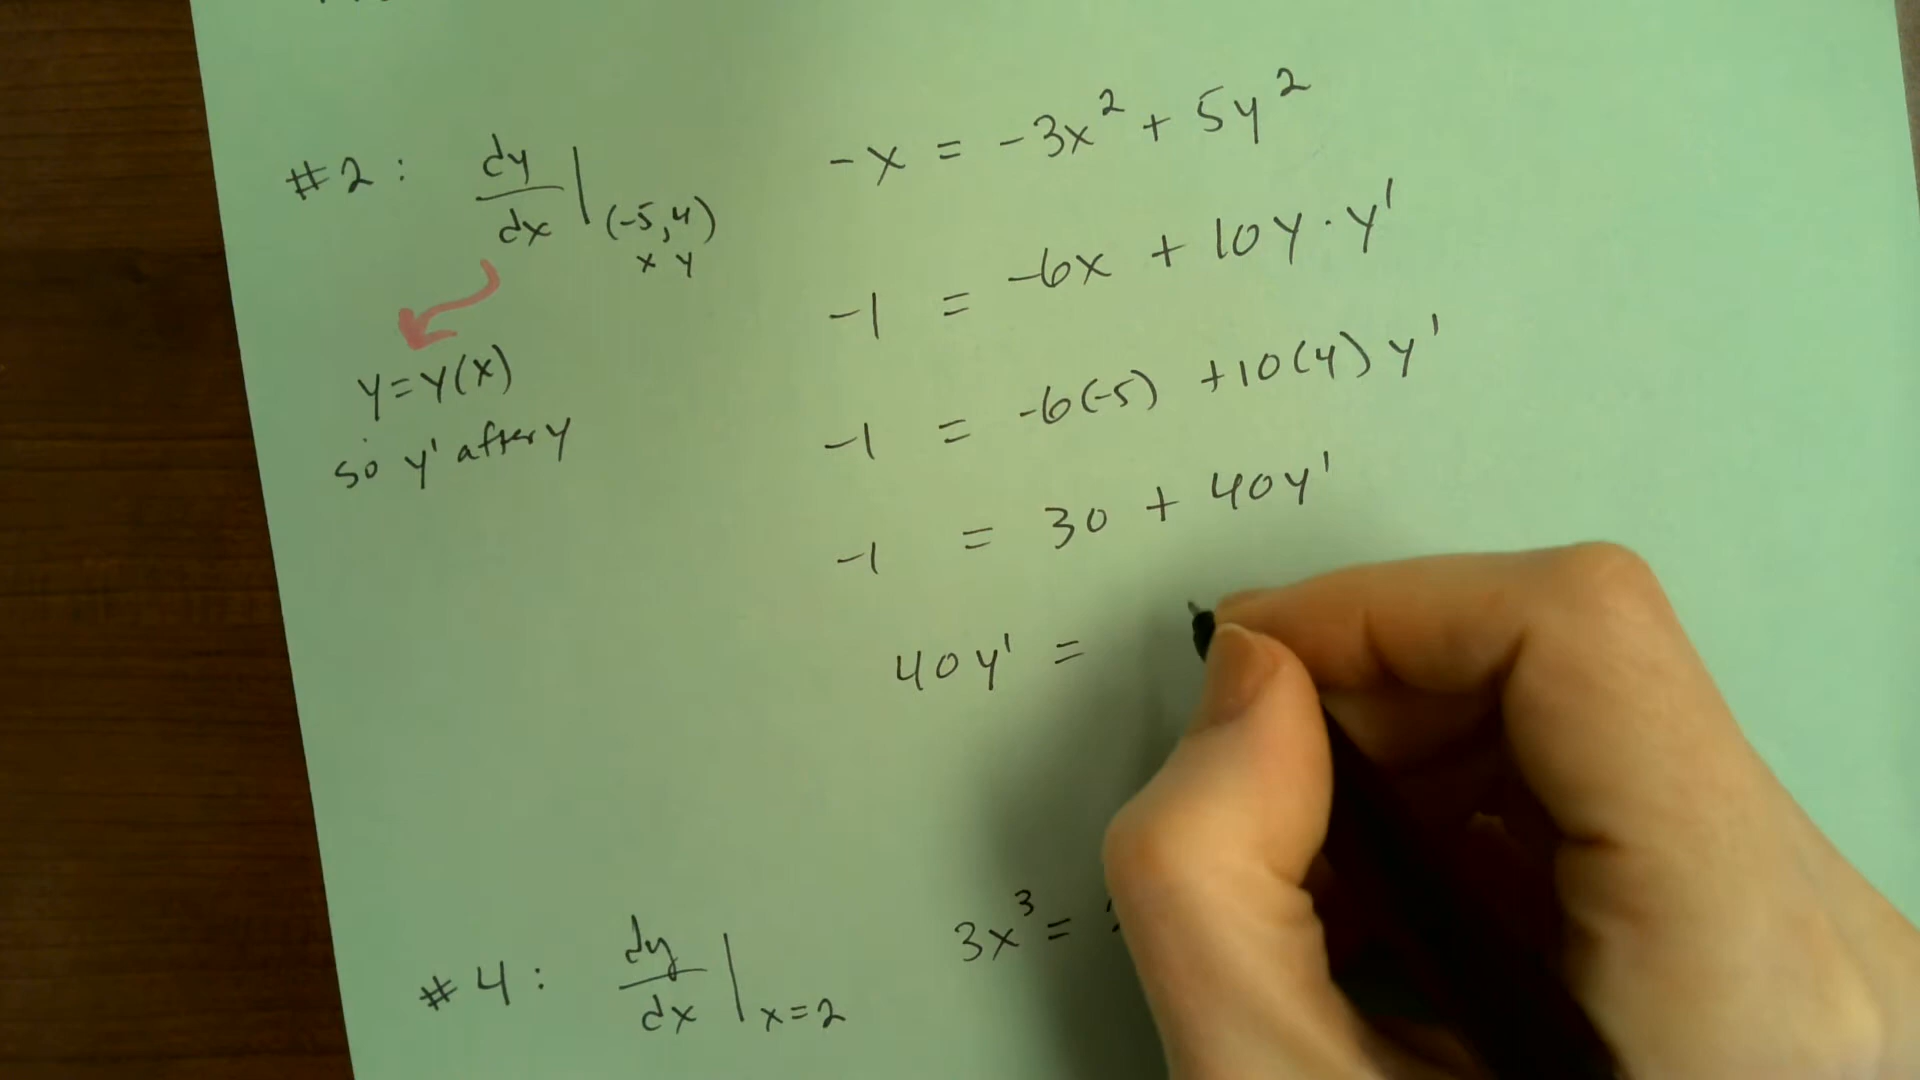 #2: dy/dx |(-5,4)
x y
y=y(x)
so y' after y
-x = -3x² + 5y²
-1 = -6x + 10y · y'
-1 = -6(-5) +10(4) y'
-1 = 30 + 40y'
40y' =
#4: dy/dx |x=2
3x³ =